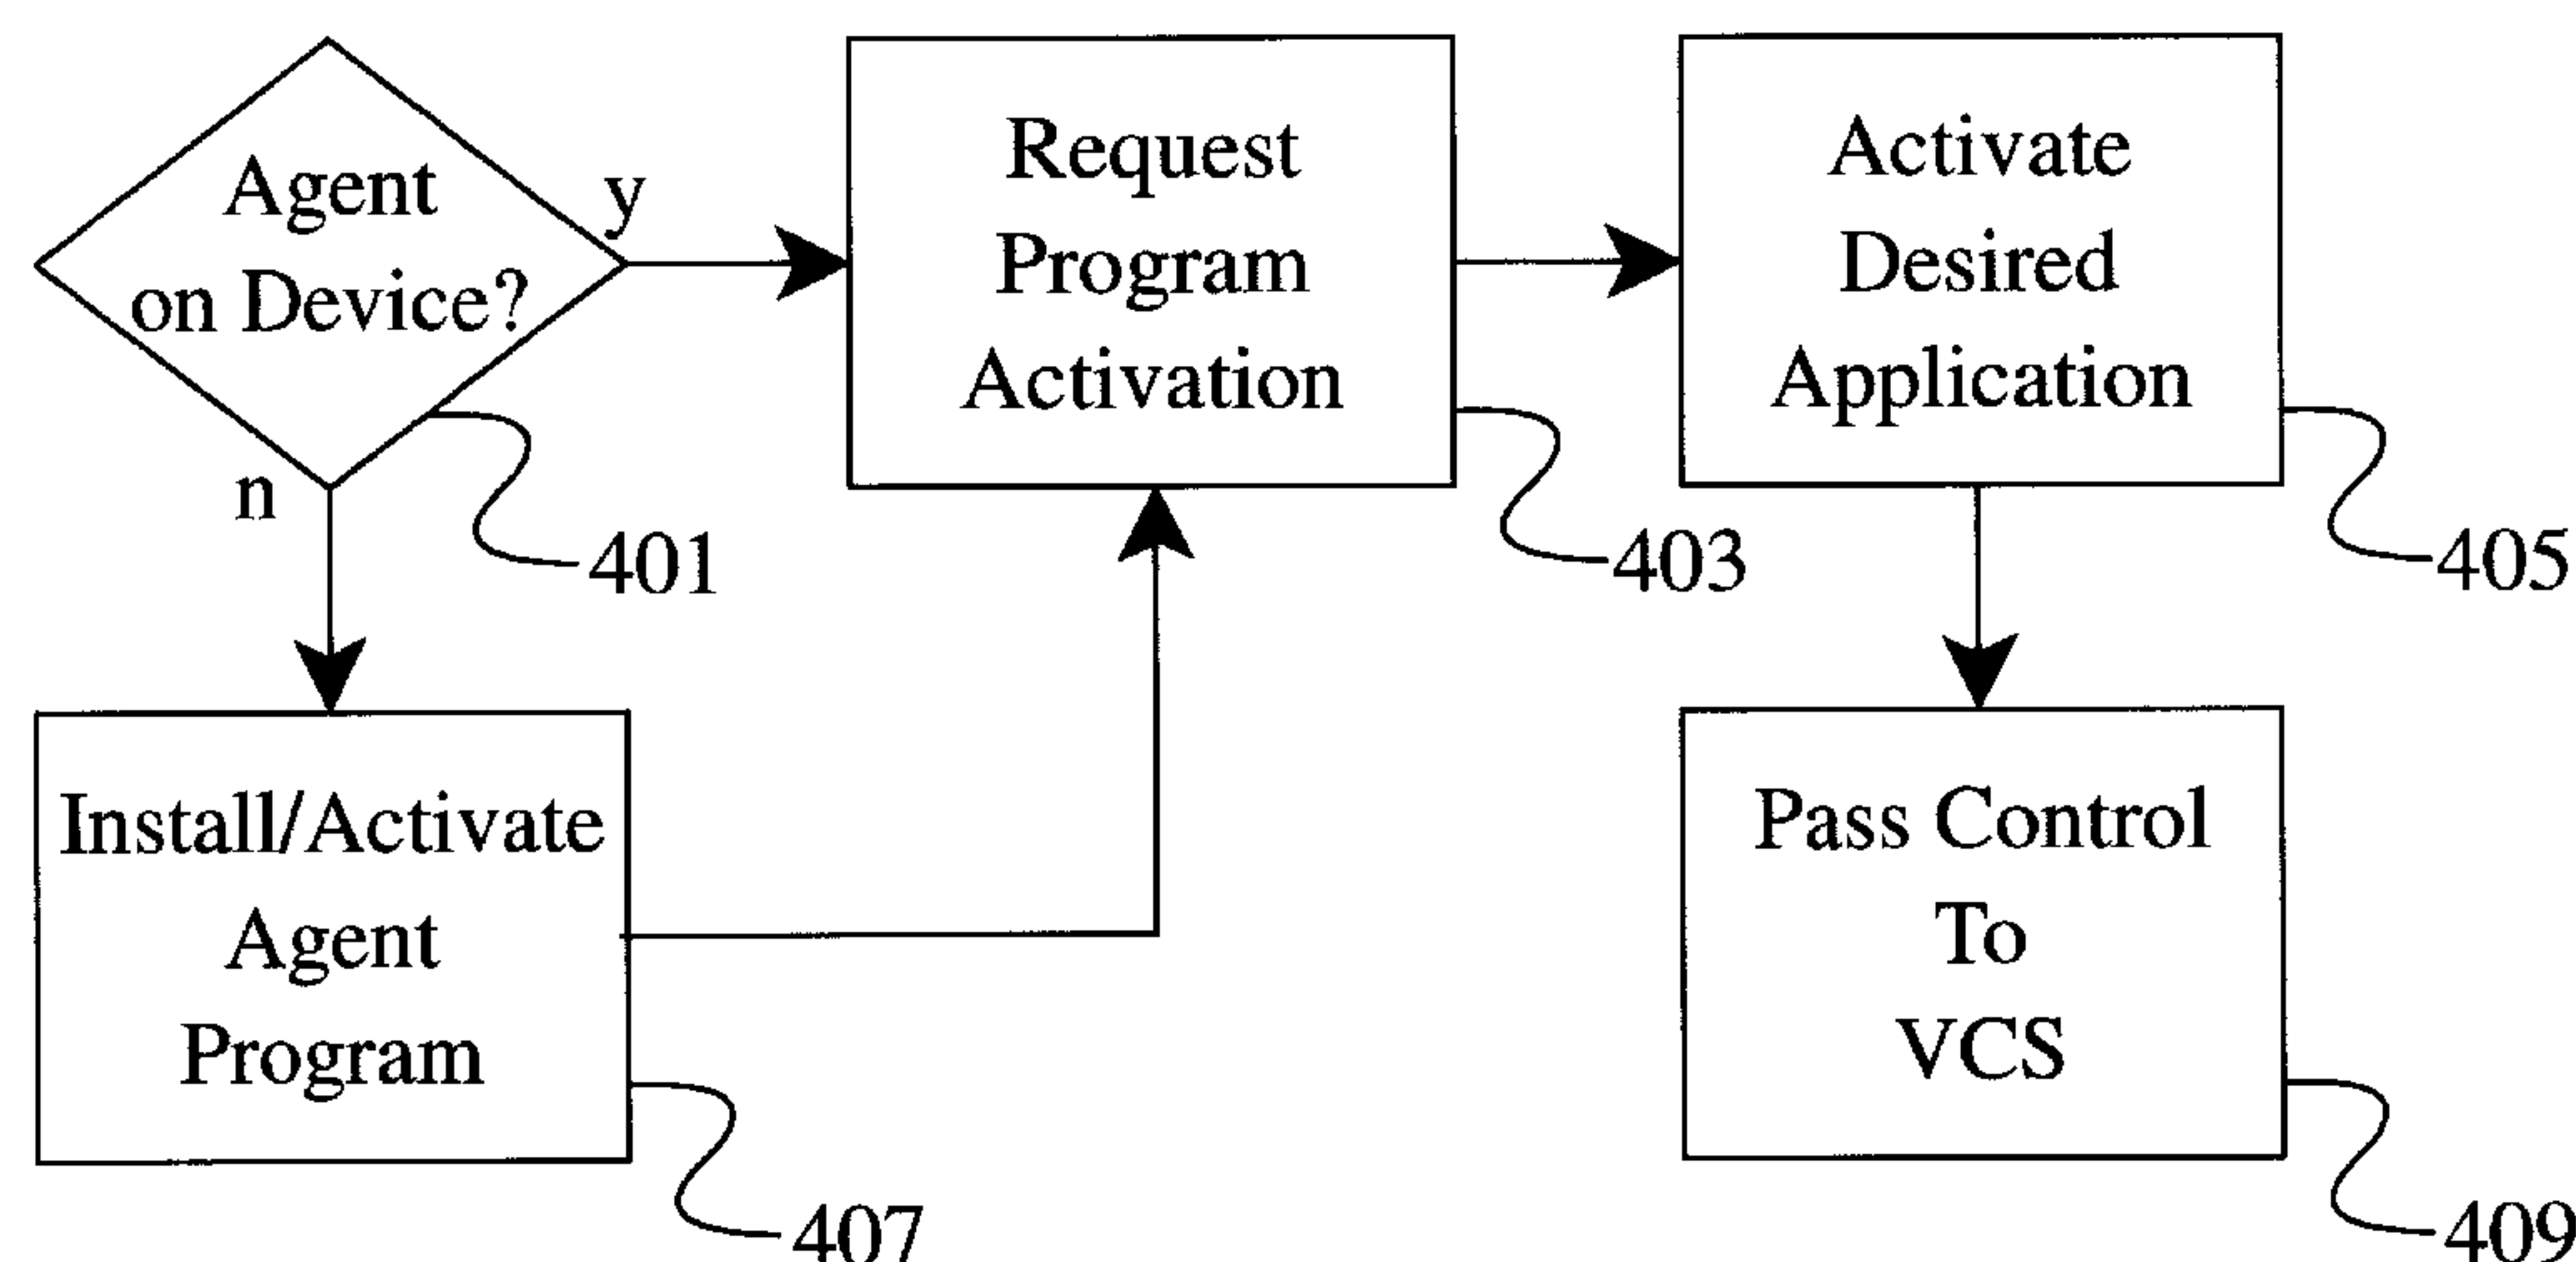 Agent
on Device?
y
n
401
Request
Program
Activation
403
Activate
Desired
Application
405
Install/Activate
Agent
Program
407
Pass Control
To
VCS
409